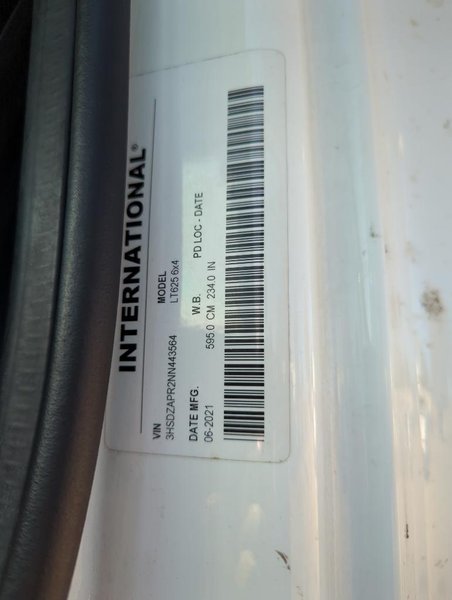 INTERNATIONAL®
VIN MODEL
3HSDZAPR2NN443564 LT625 6x4
DATE MFG. W.B. PD LOC - DATE
06-2021 595.0 CM 234.0 IN